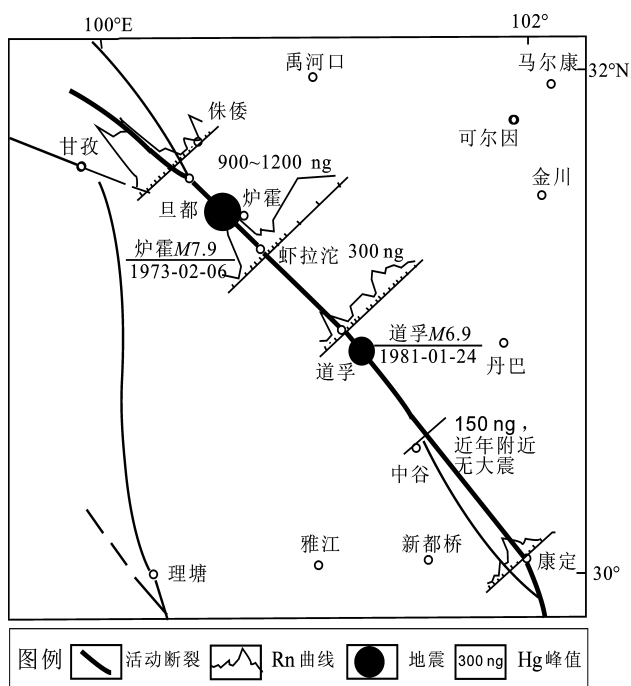 100°E
102°
禹河口
马尔康
32°N
侏倭
可尔因
甘孜
金川
900~1200 ng
旦都
炉霍
炉霍M7.9
1973-02-06
虾拉沱
300 ng
道孚M6.9
1981-01-24
道孚
丹巴
150 ng，
近年附近
无大震
中谷
雅江
新都桥
康定
理塘
30°
图例
活动断裂
Rn曲线
地震
300 ng
Hg峰值